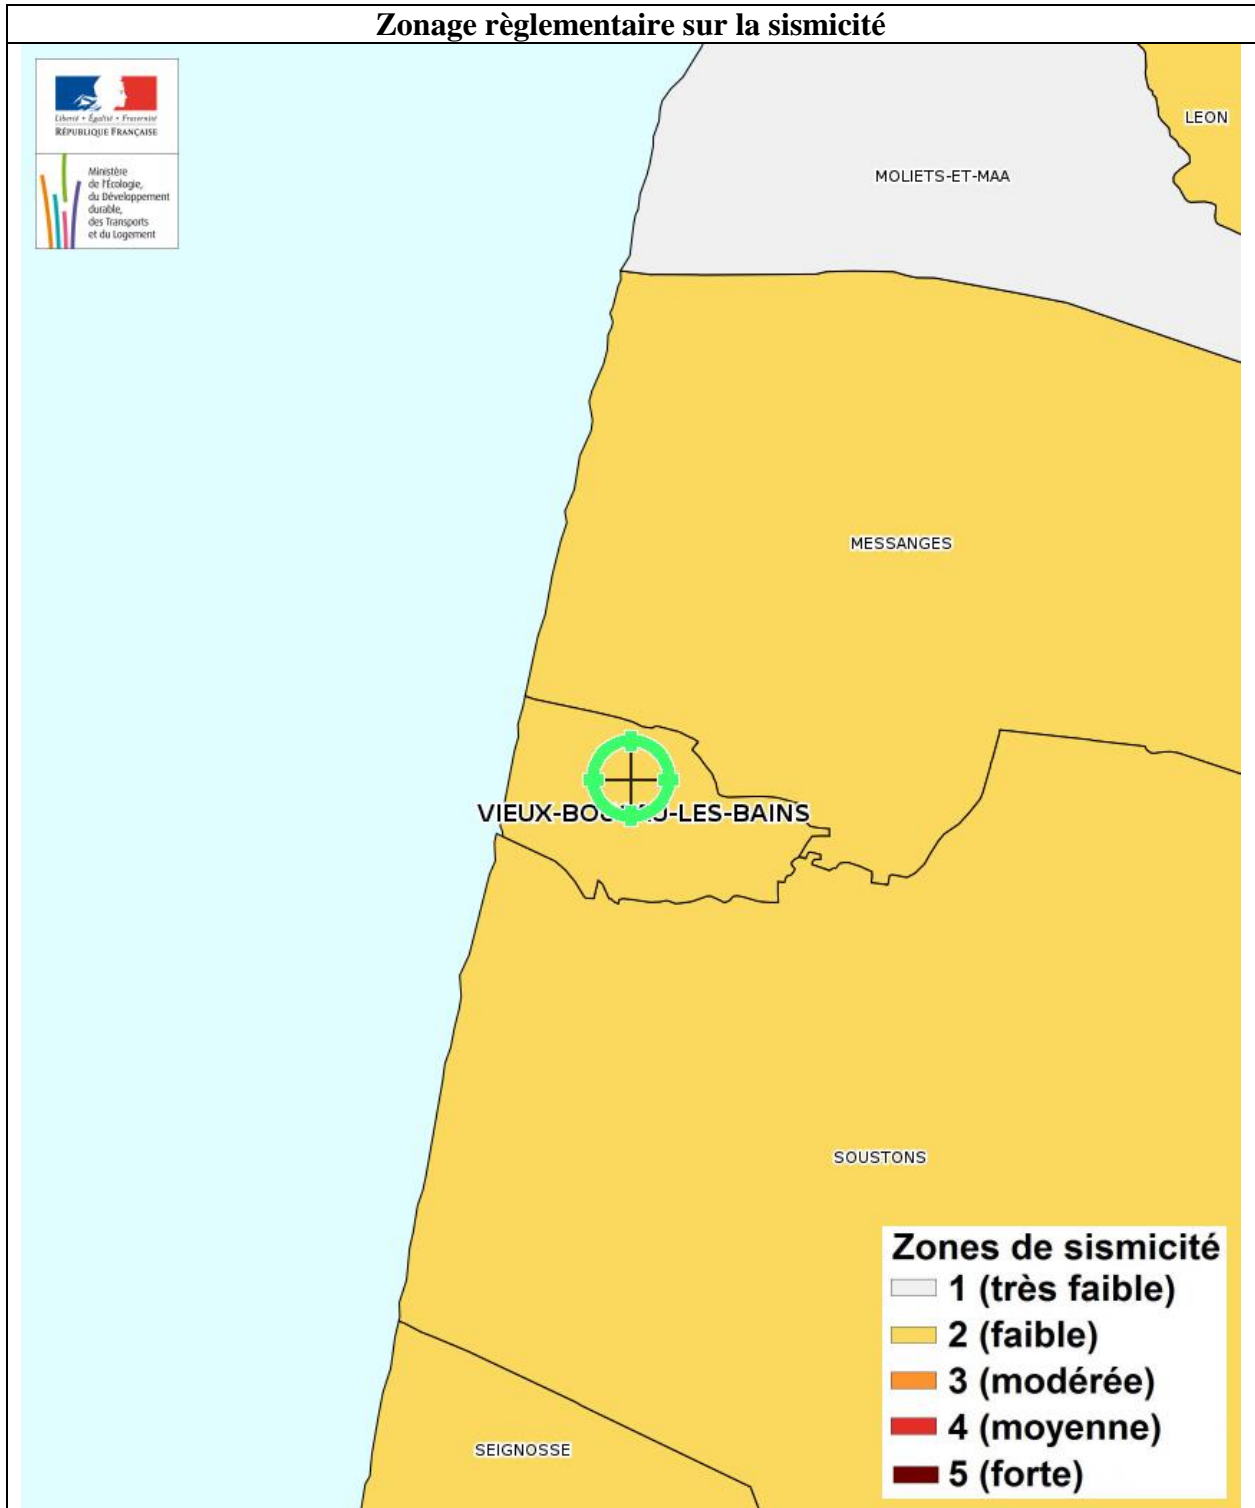 Zonage règlementaire sur la sismicité
Liberté • Égalité • Fraternité
RÉPUBLIQUE FRANÇAISE
Ministère
de l'Écologie,
du Développement
durable,
des Transports
et du Logement
LEON
MOLIETS-ET-MAA
MESSANGES
VIEUX-BOU U-LES-BAINS
SOUSTONS
SEIGNOSSE
Zones de sismicité
1 (très faible)
2 (faible)
3 (modérée)
4 (moyenne)
5 (forte)